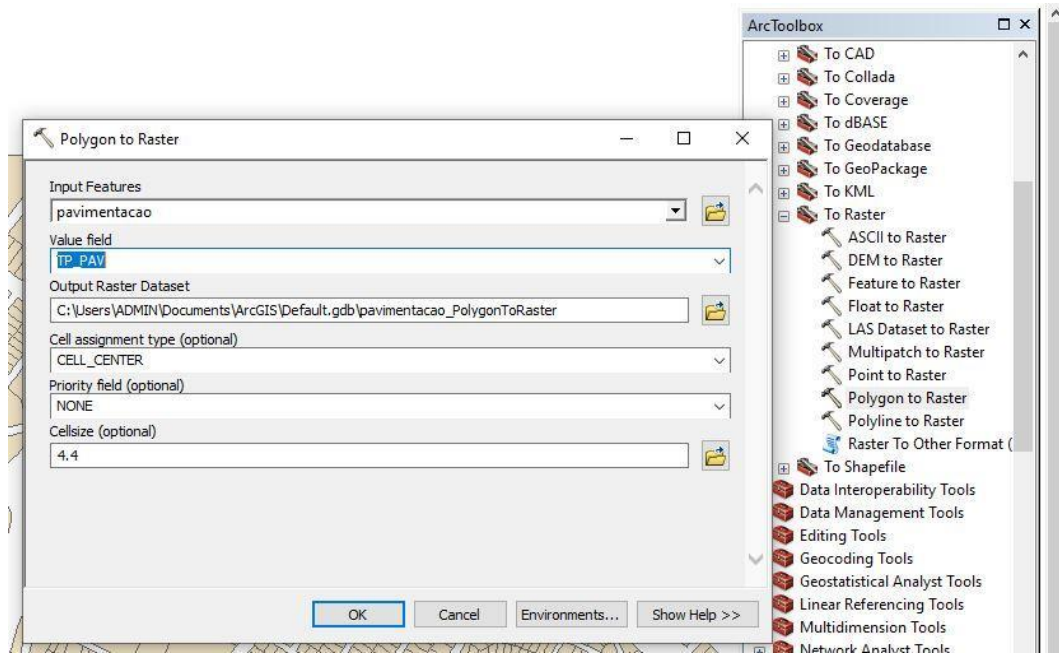 ArcToolbox
To CAD
To Collada
To Coverage
To dBASE
To Geodatabase
To GeoPackage
To KML
To Raster
ASCII to Raster
DEM to Raster
Feature to Raster
Float to Raster
LAS Dataset to Raster
Multipatch to Raster
Point to Raster
Polygon to Raster
Polyline to Raster
Raster To Other Format (
To Shapefile
Data Interoperability Tools
Data Management Tools
Editing Tools
Geocoding Tools
Geostatistical Analyst Tools
Linear Referencing Tools
Multidimension Tools
Network Analyst Tools
Polygon to Raster
Input Features
pavimentacao
Value field
TP_PAV
Output Raster Dataset
C:\Users\ADMIN\Documents\ArcGIS\Default.gdb\pavimentacao_PolygonToRaster
Cell assignment type (optional)
CELL_CENTER
Priority field (optional)
NONE
Cellsize (optional)
4.4
OK Cancel Environments... Show Help >>